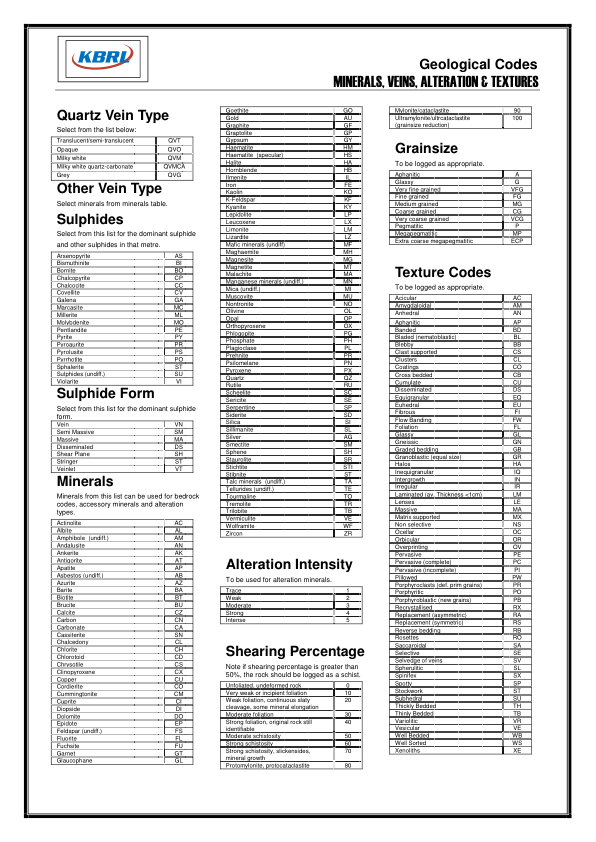 KBRL
Geological Codes
MINERALS, VEINS, ALTERATION & TEXTURES
Quartz Vein Type
Select from the list below:
Translucent/semi-translucent QVT
Opaque QVO
Milky white QVM
Milky white quartz-carbonate QVMCA
Grey QVG
Other Vein Type
Select minerals from minerals table.
Sulphides
Select from this list for the dominant sulphide
and other sulphides in that metre.
Arsenopyrite AS
Bismuthinite BI
Bornite BO
Chalcopyrite CP
Chalcocite CC
Covellite CV
Galena GA
Marcasite MC
Millerite ML
Molybdenite MO
Pentlandite PE
Pyrite PY
Pyroaurite PR
Pyrolusite PS
Pyrrhotite PO
Sphalerite ST
Sulphides (undiff.) SU
Violarite VI
Sulphide Form
Select from this list for the dominant sulphide
form.
Vein VN
Semi Massive SM
Massive MA
Disseminated DS
Shear Plane SH
Stringer ST
Veinlet VT
Minerals
Minerals from this list can be used for bedrock
codes, accessory minerals and alteration
types.
Actinolite AC
Albite AL
Amphibole (undiff.) AM
Andalusite AN
Ankerite AK
Antigorite AT
Apatite AP
Asbestos (undiff.) AB
Azurite AZ
Barite BA
Biotite BT
Brucite BU
Calcite CZ
Carbon CN
Carbonate CA
Cassiterite SN
Chalcedony CL
Chlorite CH
Chloritoid CD
Chrysotile CS
Clinopyroxene CX
Copper CU
Cordierite CO
Cummingtonite CM
Cuprite CI
Diopside DI
Dolomite DO
Epidote EP
Feldspar (undiff.) FS
Fluorite FL
Fuchsite FU
Garnet GT
Glaucophane GL
Goethite GO
Gold AU
Graphite GF
Graptolite GP
Gypsum GY
Haematite HM
Haematite (specular) HS
Halite HA
Hornblende HB
Ilmenite IL
Iron FE
Kaolin KO
K-Feldspar KF
Kyanite KY
Lepidolite LP
Leucoxene LX
Limonite LM
Lizardite LZ
Mafic minerals (undiff) MF
Maghaemite MH
Magnesite MG
Magnetite MT
Malachite MA
Manganese minerals (undiff.) MN
Mica (undiff.) MI
Muscovite MU
Nontronite NO
Olivine OL
Opal OP
Orthopyroxene OX
Phlogopite PG
Phosphate PH
Plagioclase PL
Prehnite PR
Psilomelane PN
Pyroxene PX
Quartz QZ
Rutile RU
Scheelite SC
Sericite SE
Serpentine SP
Siderite SD
Silica SI
Sillimanite SL
Silver AG
Smectite SM
Sphene SH
Staurolite SR
Stichtite STI
Stibnite ST
Talc minerals (undiff.) TA
Tellurides (undiff.) TE
Tourmaline TO
Tremolite TR
Trilobite TB
Vermiculite VE
Wolframite WF
Zircon ZR
Alteration Intensity
To be used for alteration minerals.
Trace 1
Weak 2
Moderate 3
Strong 4
Intense 5
Shearing Percentage
Note if shearing percentage is greater than
50%, the rock should be logged as a schist.
Unfoliated, undeformed rock 0
Very weak or incipient foliation 10
Weak foliation, continuous slaty 20
cleavage, some mineral elongation
Moderate foliation 30
Strong foliation, original rock still 40
identifiable
Moderate schistosity 50
Strong schistosity 60
Strong schistosity, slickensides, 70
mineral growth
Protomylonite, protocataclastite 80
Mylonite/cataclastite 90
Ultramylonite/ultrcataclastite 100
(grainsize reduction)
Grainsize
To be logged as appropriate.
Aphanitic A
Glassy G
Very fine grained VFG
Fine grained FG
Medium grained MG
Coarse grained CG
Very coarse grained VCG
Pegmatitic P
Megapegmatitic MP
Extra coarse megapegmatitic ECP
Texture Codes
To be logged as appropriate.
Acicular AC
Amygdaloidal AM
Anhedral AN
Aphanitic AP
Banded BD
Bladed (nematoblastic) BL
Blebby BB
Clast supported CS
Clusters CL
Coatings CO
Cross bedded CB
Cumulate CU
Disseminated DS
Equigranular EQ
Euhedral EU
Fibrous FI
Flow Banding FW
Foliation FL
Glassy GL
Gneissic GN
Graded bedding GB
Granoblastic (equal size) GR
Halos HA
Inequigranular IQ
Intergrowth IN
Irregular IR
Laminated (av. Thickness <1cm) LM
Lenses LE
Massive MA
Matrix supported MX
Non selective NS
Ocellar OC
Orbicular OR
Overprinting OV
Pervasive PE
Pervasive (complete) PC
Pervasive (incomplete) PI
Pillowed PW
Porphyroclasts (def. prim grains) PH
Porphyritic PO
Porphyroblastic (new grains) PB
Recrystallised RX
Replacement (asymmetric) RA
Replacement (symmetric) RS
Reverse bedding RB
Rosettes RO
Saccaroidal SA
Selective SE
Selvedge of veins SV
Spherulitic SL
Spinifex SX
Spotty SP
Stockwork ST
Subhedral SU
Thickly Bedded TH
Thinly Bedded TB
Variolitic VR
Vesicular VE
Well Bedded WB
Well Sorted WS
Xenoliths XE